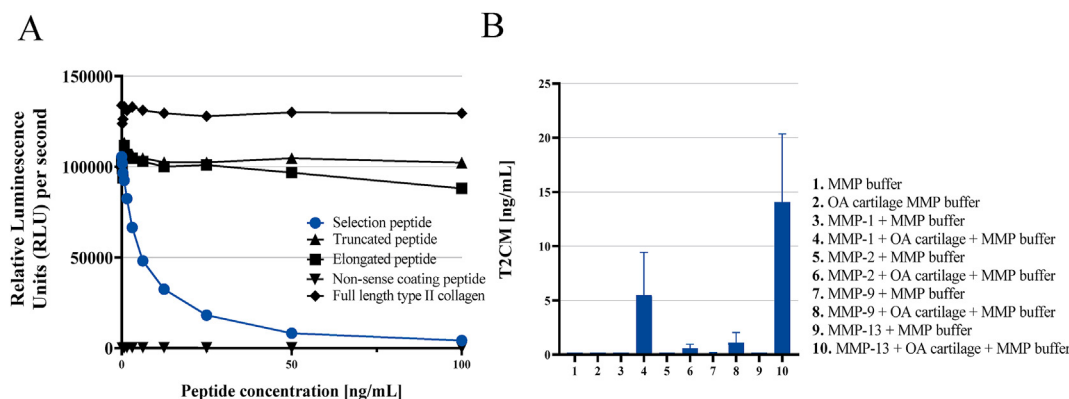 A
Relative Luminescence
Units (RLU) per second
150000
100000
50000
0
0
50
100
Peptide concentration [ng/mL]
Selection peptide
Truncated peptide
Elongated peptide
Non-sense coating peptide
Full length type II collagen
B
T2CM [ng/mL]
25
20
15
10
5
0
1 2 3 4 5 6 7 8 9 10
1. MMP buffer
2. OA cartilage MMP buffer
3. MMP-1 + MMP buffer
4. MMP-1 + OA cartilage + MMP buffer
5. MMP-2 + MMP buffer
6. MMP-2 + OA cartilage + MMP buffer
7. MMP-9 + MMP buffer
8. MMP-9 + OA cartilage + MMP buffer
9. MMP-13 + MMP buffer
10. MMP-13 + OA cartilage + MMP buffer